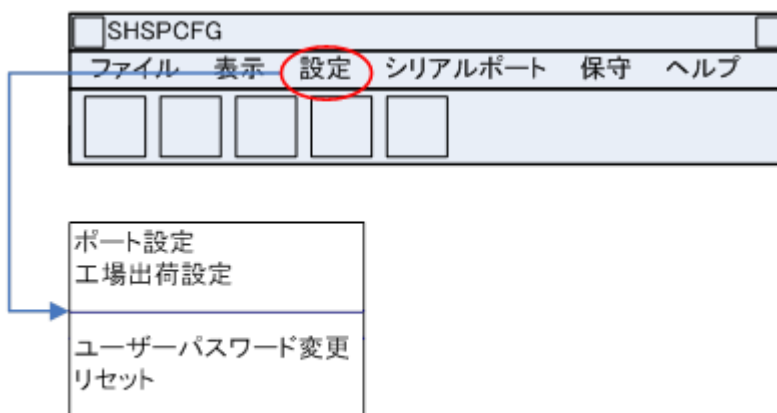 SHSPCFG
ファイル 表示 設定 シリアルポート 保守 ヘルプ
ポート設定
工場出荷設定
ユーザーパスワード変更
リセット